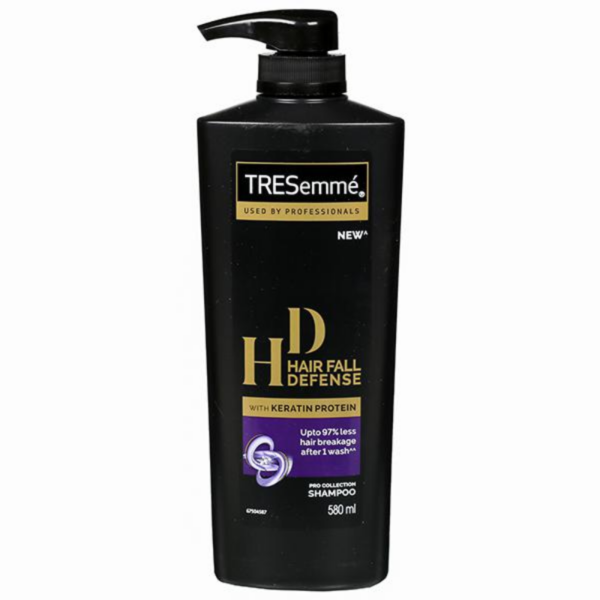 TRESemmé®
USED BY PROFESSIONALS
NEW^
HD
HAIR FALL
DEFENSE
WITH KERATIN PROTEIN
Upto 97% less
hair breakage
after 1 wash^^
PRO COLLECTION
SHAMPOO
580 ml